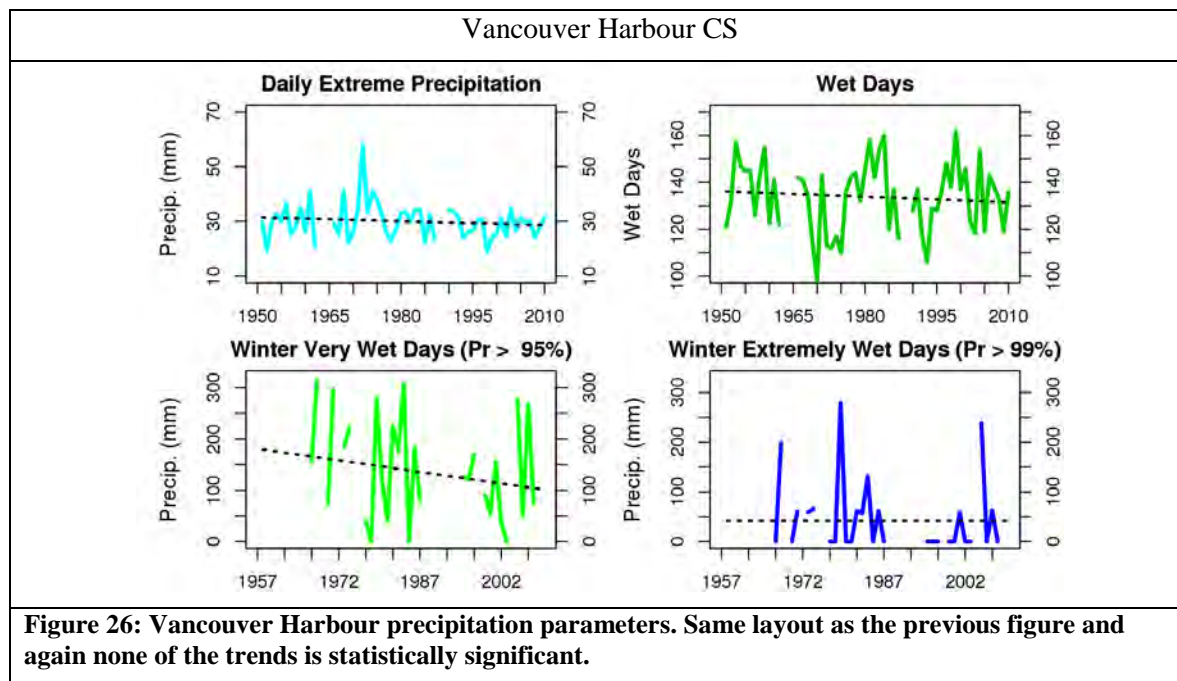 Vancouver Harbour CS
Daily Extreme Precipitation
Precip. (mm)
70
50
30
10
70
50
30
10
1950 1965 1980 1995 2010
Wet Days
Wet Days
160
140
120
100
160
140
120
100
1950 1965 1980 1995 2010
Winter Very Wet Days (Pr > 95%)
Precip. (mm)
300
200
100
0
300
200
100
0
1957 1972 1987 2002
Winter Extremely Wet Days (Pr > 99%)
Precip. (mm)
300
200
100
0
300
200
100
0
1957 1972 1987 2002
Figure 26: Vancouver Harbour precipitation parameters. Same layout as the previous figure and
again none of the trends is statistically significant.